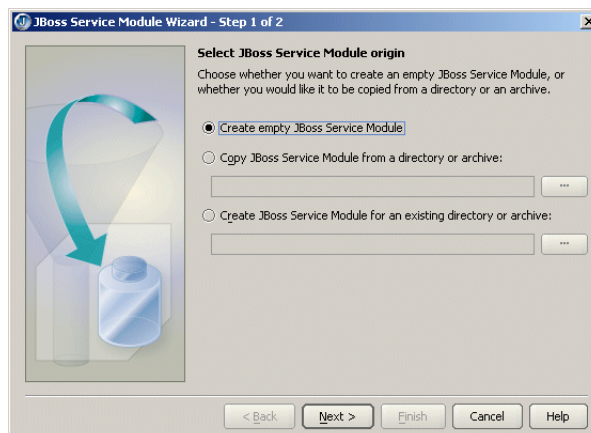 JBoss Service Module Wizard - Step 1 of 2
Select JBoss Service Module origin
Choose whether you want to create an empty JBoss Service Module, or
whether you would like it to be copied from a directory or an archive.
Create empty JBoss Service Module
Copy JBoss Service Module from a directory or archive:
...
Create JBoss Service Module for an existing directory or archive:
...
< Back Next > Finish Cancel Help